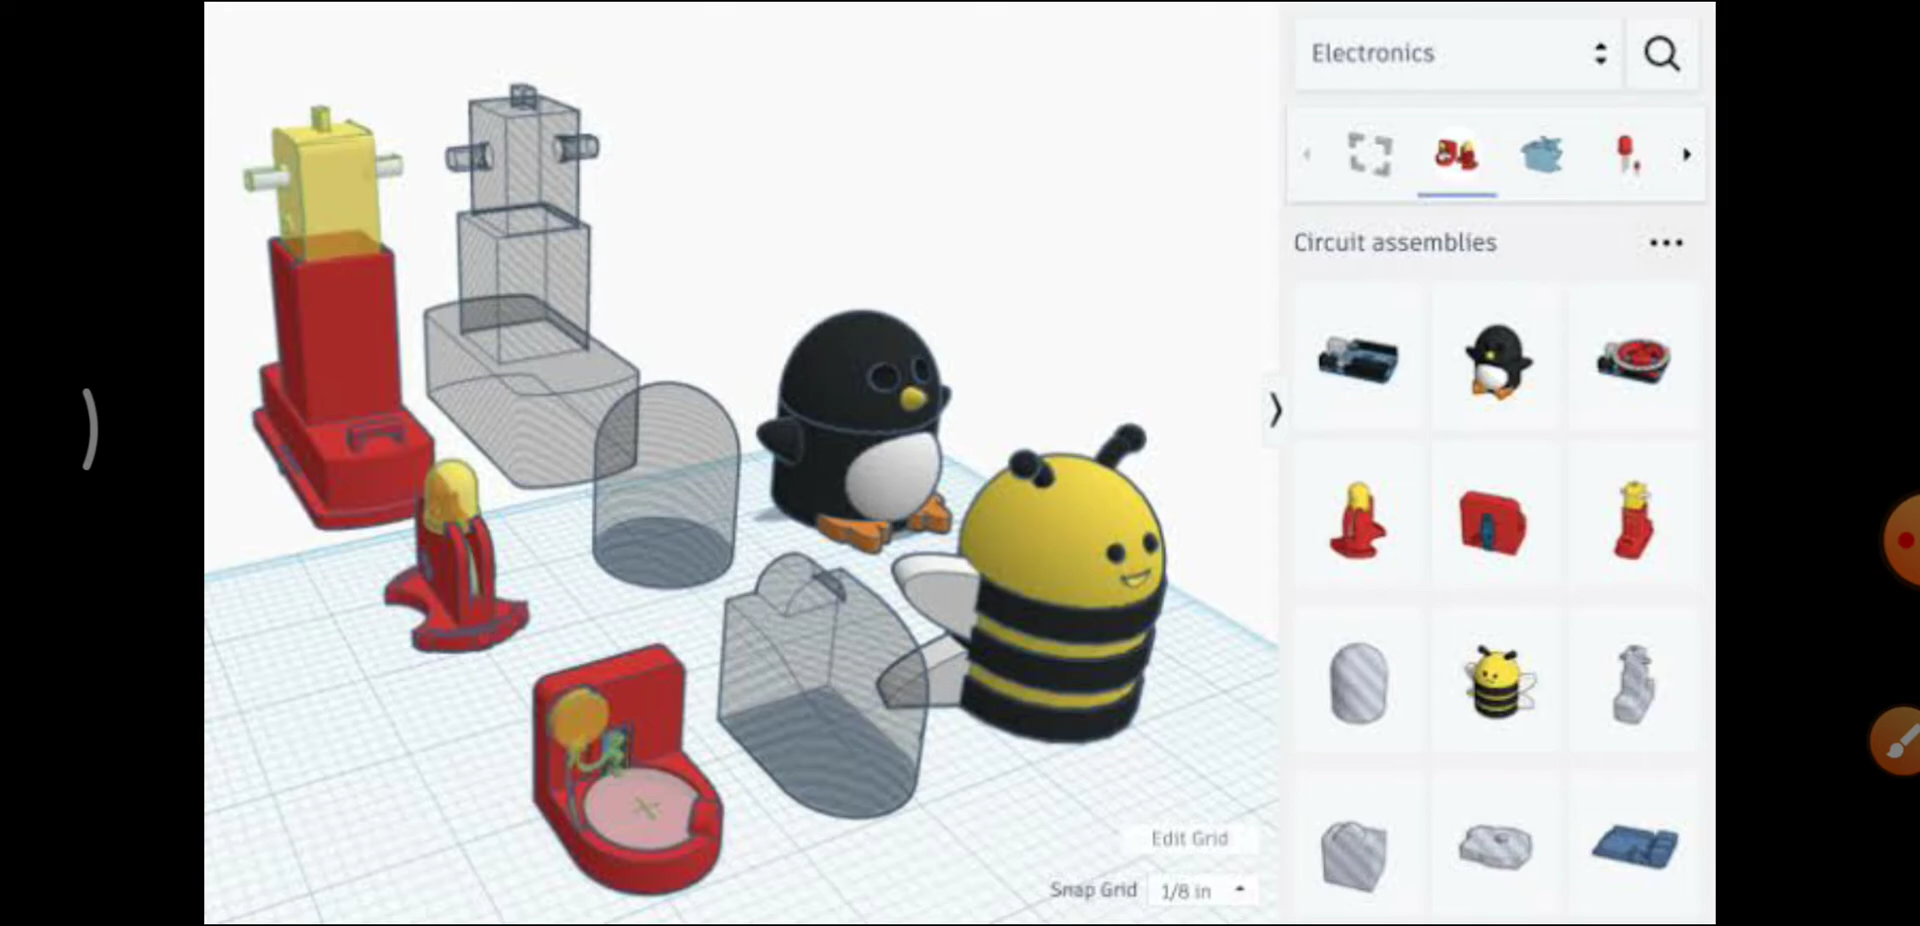 Electronics
Circuit assemblies
Edit Grid
Snap Grid 1/8 in